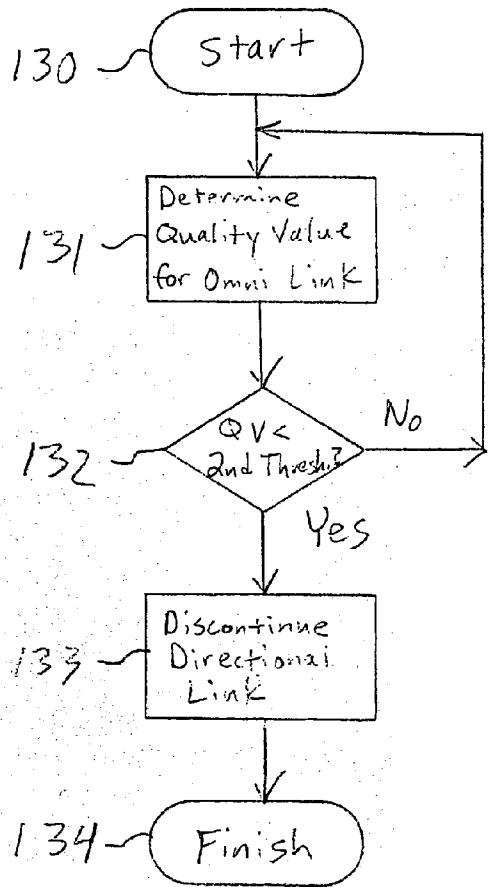 130
Start
131
Determine
Quality Value
for Omni Link
132
QV<
2nd Thresh.?
No
Yes
133
Discontinue
Directional
Link
134
Finish